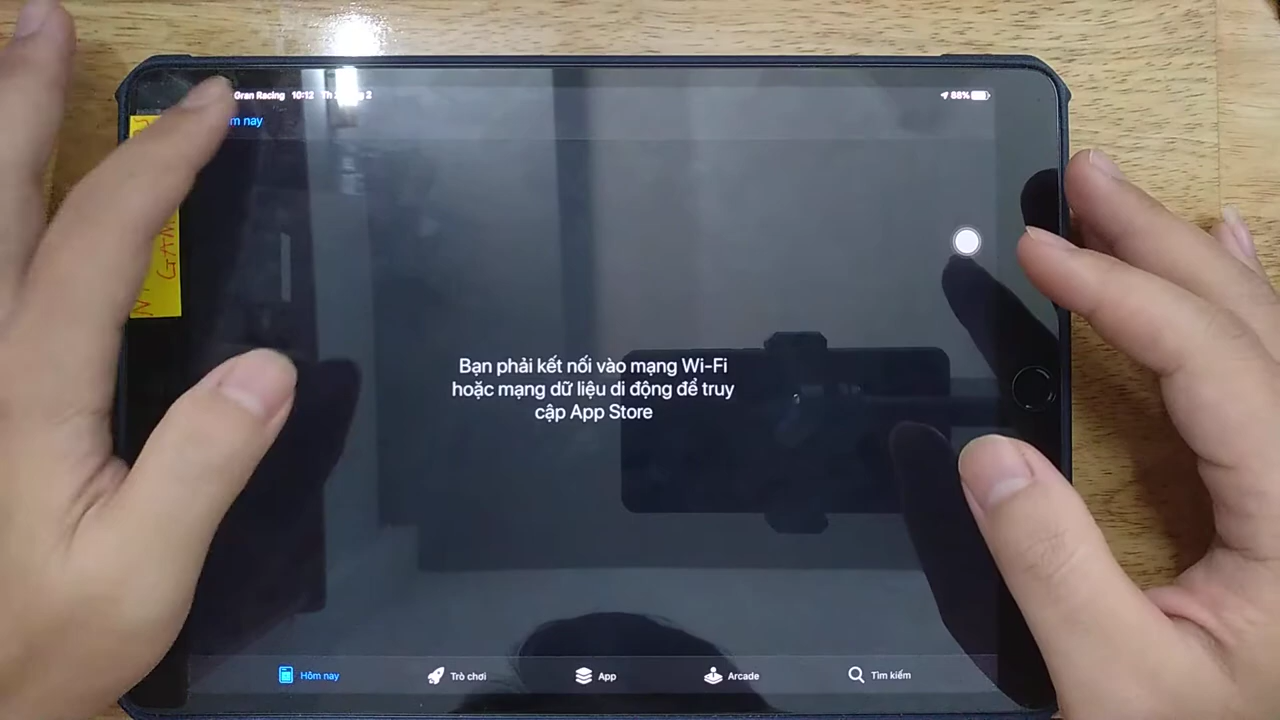 Gran Racing 10:12
88%
Bạn phải kết nối vào mạng Wi-Fi
hoặc mạng dữ liệu di động để truy
cập App Store
Hôm nay
Trò chơi
App
Arcade
Tìm kiếm